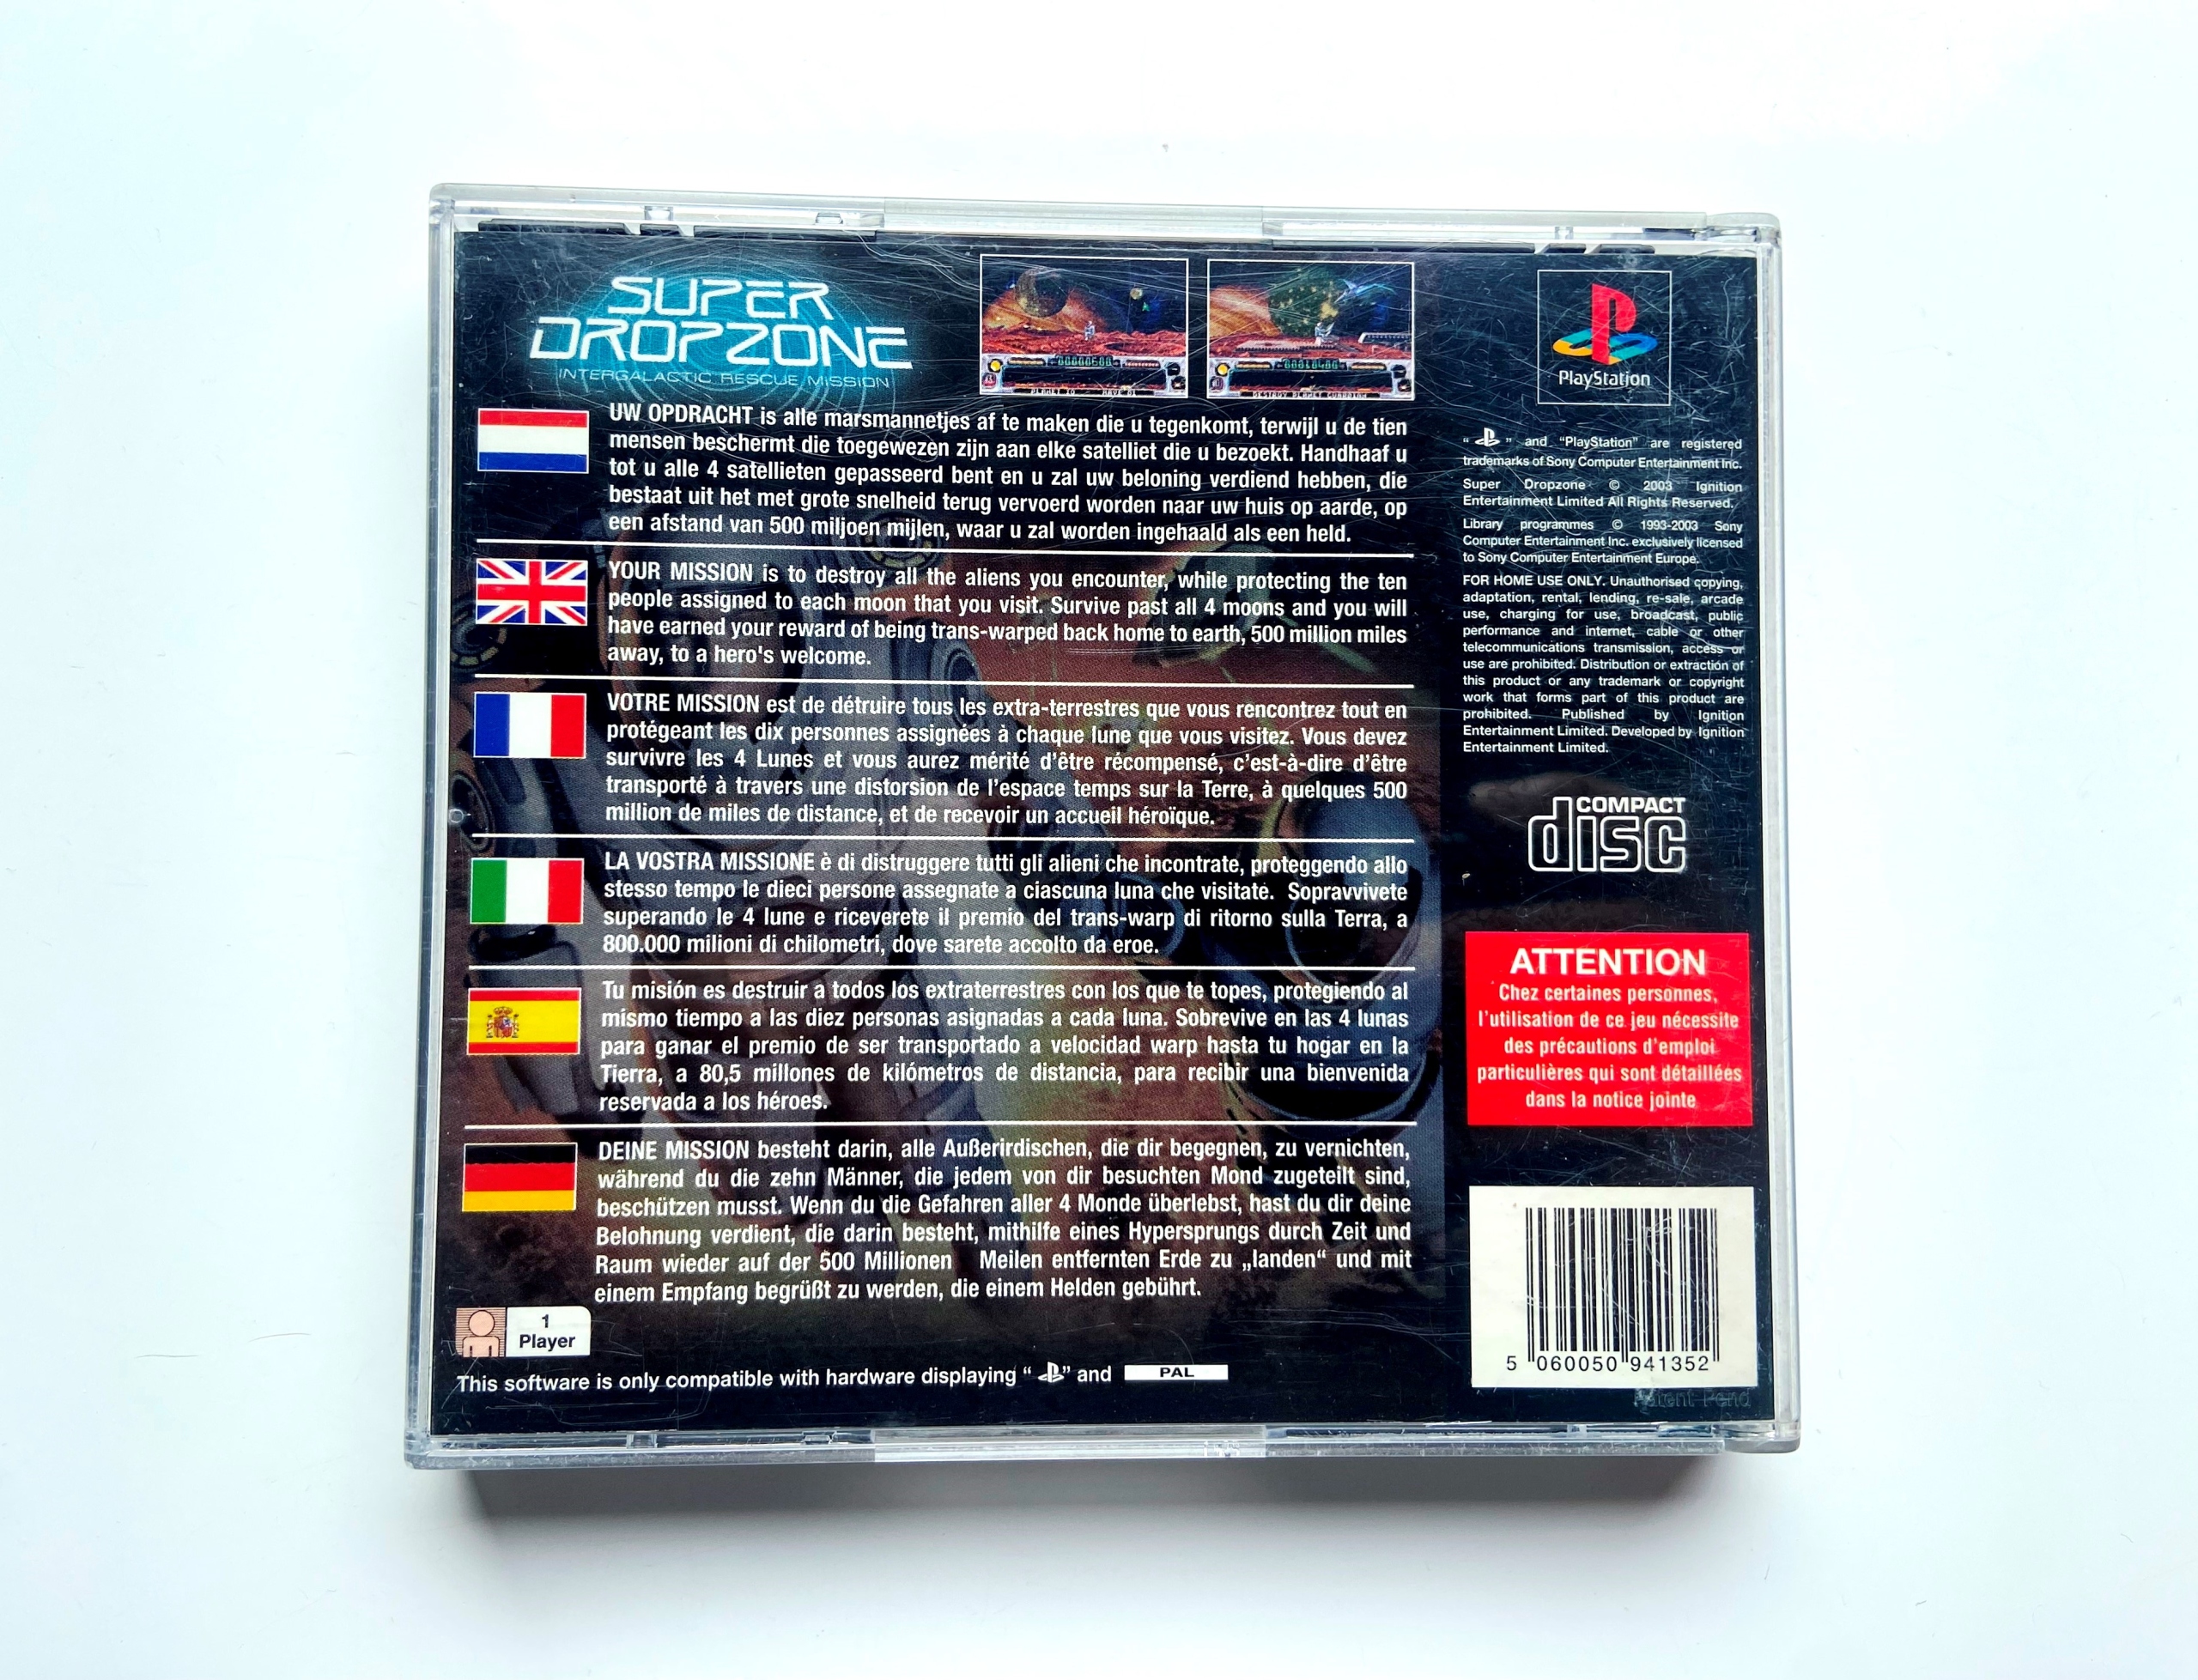 SUPER
DROPZONE
INTERGALACTIC RESCUE MISSION
UW OPDRACHT is alle marsmannetjes af te maken die u tegenkomt, terwijl u de tien
mensen beschermt die toegewezen zijn aan elke satelliet die u bezoekt. Handhaaf u
tot u alle 4 satellieten gepasseerd bent en u zal uw beloning verdiend hebben, die
bestaat uit het met grote snelheid terug vervoerd worden naar uw huis op aarde, op
een afstand van 500 miljoen mijlen, waar u zal worden ingehaald als een held.
YOUR MISSION is to destroy all the aliens you encounter, while protecting the ten
people assigned to each moon that you visit. Survive past all 4 moons and you will
have earned your reward of being trans-warped back home to earth, 500 million miles
away, to a hero's welcome.
VOTRE MISSION est de détruire tous les extra-terrestres que vous rencontrez tout en
protégeant les dix personnes assignées à chaque lune que vous visitez. Vous devez
survivre les 4 Lunes et vous aurez mérité d'être récompensé, c'est-à-dire d'être
transporté à travers une distorsion de l'espace temps sur la Terre, à quelques 500
million de miles de distance, et de recevoir un accueil héroïque.
LA VOSTRA MISSIONE è di distruggere tutti gli alieni che incontrate, proteggendo allo
stesso tempo le dieci persone assegnate a ciascuna luna che visitate. Sopravvivete
superando le 4 lune e riceverete il premio del trans-warp di ritorno sulla Terra, a
800.000 milioni di chilometri, dove sarete accolto da eroe.
Tu misión es destruir a todos los extraterrestres con los que te topes, protegiendo al
mismo tiempo a las diez personas asignadas a cada luna. Sobrevive en las 4 lunas
para ganar el premio de ser transportado a velocidad warp hasta tu hogar en la
Tierra, a 80,5 millones de kilómetros de distancia, para recibir una bienvenida
reservada a los héroes.
DEINE MISSION besteht darin, alle Außerirdischen, die dir begegnen, zu vernichten,
während du die zehn Männer, die jedem von dir besuchten Mond zugeteilt sind,
beschützen musst. Wenn du die Gefahren aller 4 Monde überlebst, hast du dir deine
Belohnung verdient, die darin besteht, mithilfe eines Hypersprungs durch Zeit und
Raum wieder auf der 500 Millionen Meilen entfernten Erde zu „landen“ und mit
einem Empfang begrüßt zu werden, die einem Helden gebührt.
1
Player
This software is only compatible with hardware displaying “ ” and PAL
PlayStation
“ ” and “PlayStation” are registered
trademarks of Sony Computer Entertainment Inc.
Super Dropzone © 2003 Ignition
Entertainment Limited All Rights Reserved.
Library programmes © 1993-2003 Sony
Computer Entertainment Inc. exclusively licensed
to Sony Computer Entertainment Europe.
FOR HOME USE ONLY. Unauthorised copying,
adaptation, rental, lending, re-sale, arcade
use, charging for use, broadcast, public
performance and internet, cable or other
telecommunications transmission, access or
use are prohibited. Distribution or extraction of
this product or any trademark or copyright
work that forms part of this product are
prohibited. Published by Ignition
Entertainment Limited. Developed by Ignition
Entertainment Limited.
COMPACT
disc
ATTENTION
Chez certaines personnes,
l'utilisation de ce jeu nécessite
des précautions d'emploi
particulières qui sont détaillées
dans la notice jointe
5 060050 941352
Patent Pend